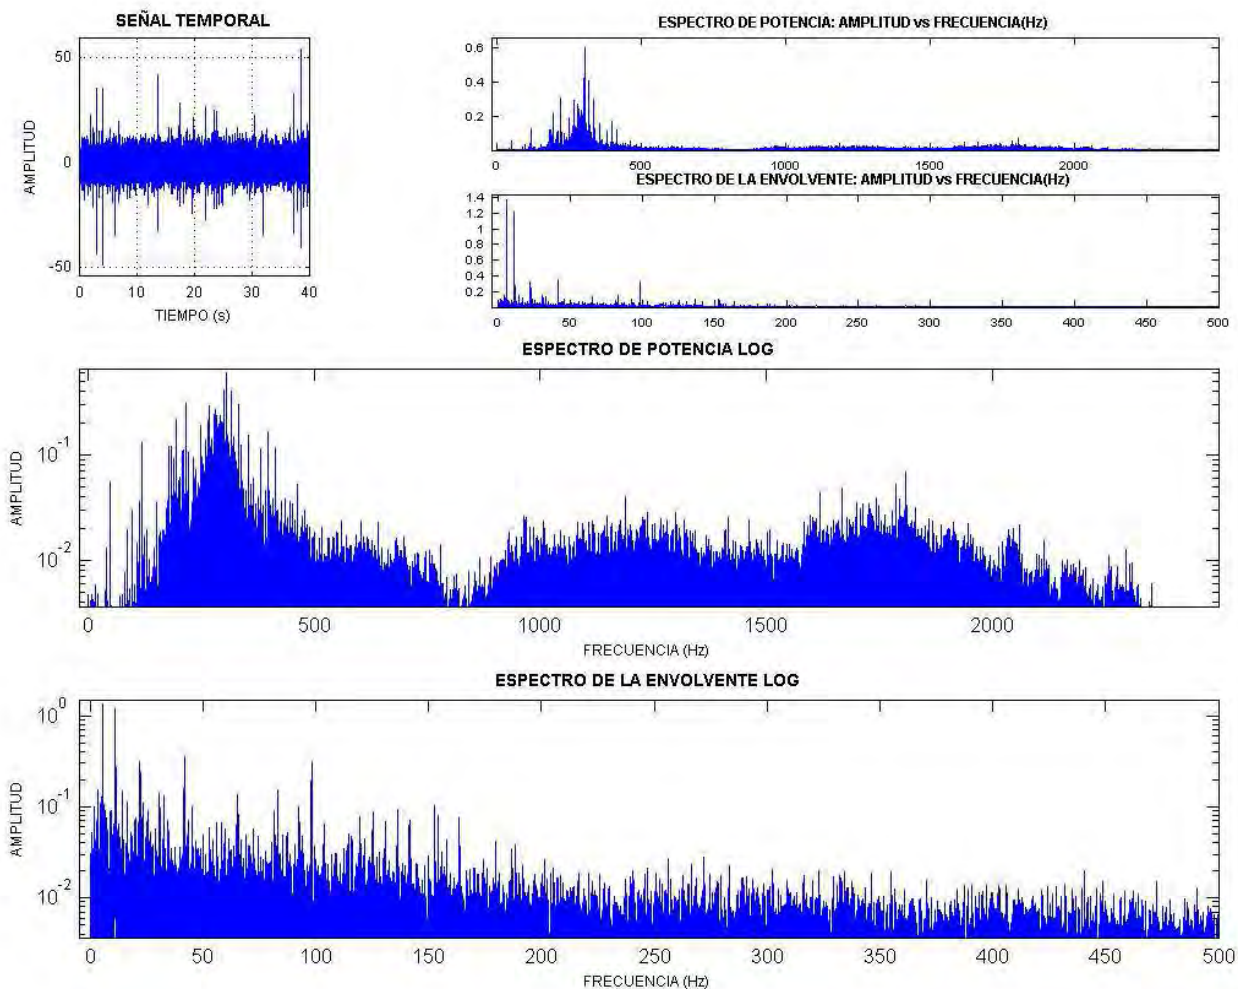 SEÑAL TEMPORAL
50
0
-50
AMPLITUD
0 10 20 30 40
TIEMPO (s)
ESPECTRO DE POTENCIA: AMPLITUD vs FRECUENCIA(Hz)
0.6
0.4
0.2
0 5000 1000 1500 2000
ESPECTRO DE LA ENVOLVENTE: AMPLITUD vs FRECUENCIA(Hz)
1.4
1.2
1
0.8
0.6
0.4
0.2
0 50 100 150 200 250 300 350 400 450 500
ESPECTRO DE POTENCIA LOG
AMPLITUD
10-1
10-2
0 500 1000 1500 2000
FRECUENCIA (Hz)
ESPECTRO DE LA ENVOLVENTE LOG
AMPLITUD
100
10-1
10-2
0 50 100 150 200 250 300 350 400 450 500
FRECUENCIA (Hz)